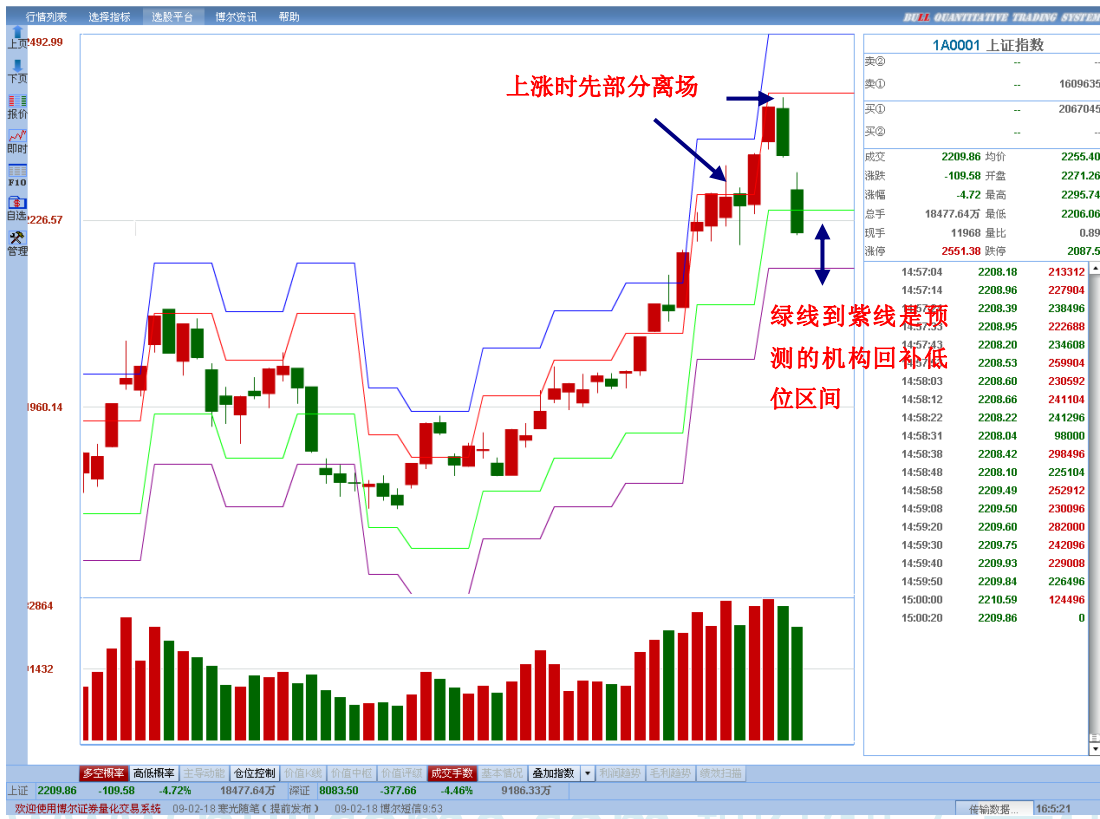 行情列表 选择指标 选股平台 博尔资讯 帮助
QUANTITATIVE TRADING SYSTEM
上页
下页
报价
即时
F10
自选
管理
2492.99
2226.57
1960.14
上涨时先部分离场
绿线到紫线是预
测的机构回补低
位区间
1A0001 上证指数
卖② -- --
卖① -- 1609635
买① -- 2067045
买② -- --
成交 2209.86 均价 2255.40
涨跌 -109.58 开盘 2271.26
涨幅 -4.72 最高 2295.74
总手 18477.64万 最低 2206.06
现手 11968 量比 0.89
涨停 2551.38 跌停 2087.5
14:57:04 2208.18 213312
14:57:14 2208.96 227904
2208.39 238496
14:57:33 2208.95 222688
14:57:43 2208.20 234608
2208.53 259904
14:58:03 2208.60 230592
14:58:12 2208.66 241104
14:58:22 2208.22 241296
14:58:31 2208.04 98000
14:58:38 2208.42 298496
14:58:48 2208.10 225104
14:58:58 2209.49 252912
14:59:08 2209.50 230096
14:59:20 2209.60 282000
14:59:30 2209.75 242096
14:59:40 2209.93 229008
14:59:50 2209.84 226496
15:00:00 2210.59 124496
15:00:20 2209.86 0
2864
1432
多空概率 高低概率 主导动能 仓位控制 价值K线 价值中枢 价值评估 成交手数 基本情况 叠加指数 利润趋势 毛利趋势 绩效扫描
上证 2209.86 -109.58 -4.72% 18477.64万 深证 8083.50 -377.66 -4.46% 9186.33万
欢迎使用博尔证券量化交易系统 09-02-18 寒光随笔(提前发布) 09-02-18 博尔短信9:53 传输数据... 16:5:21